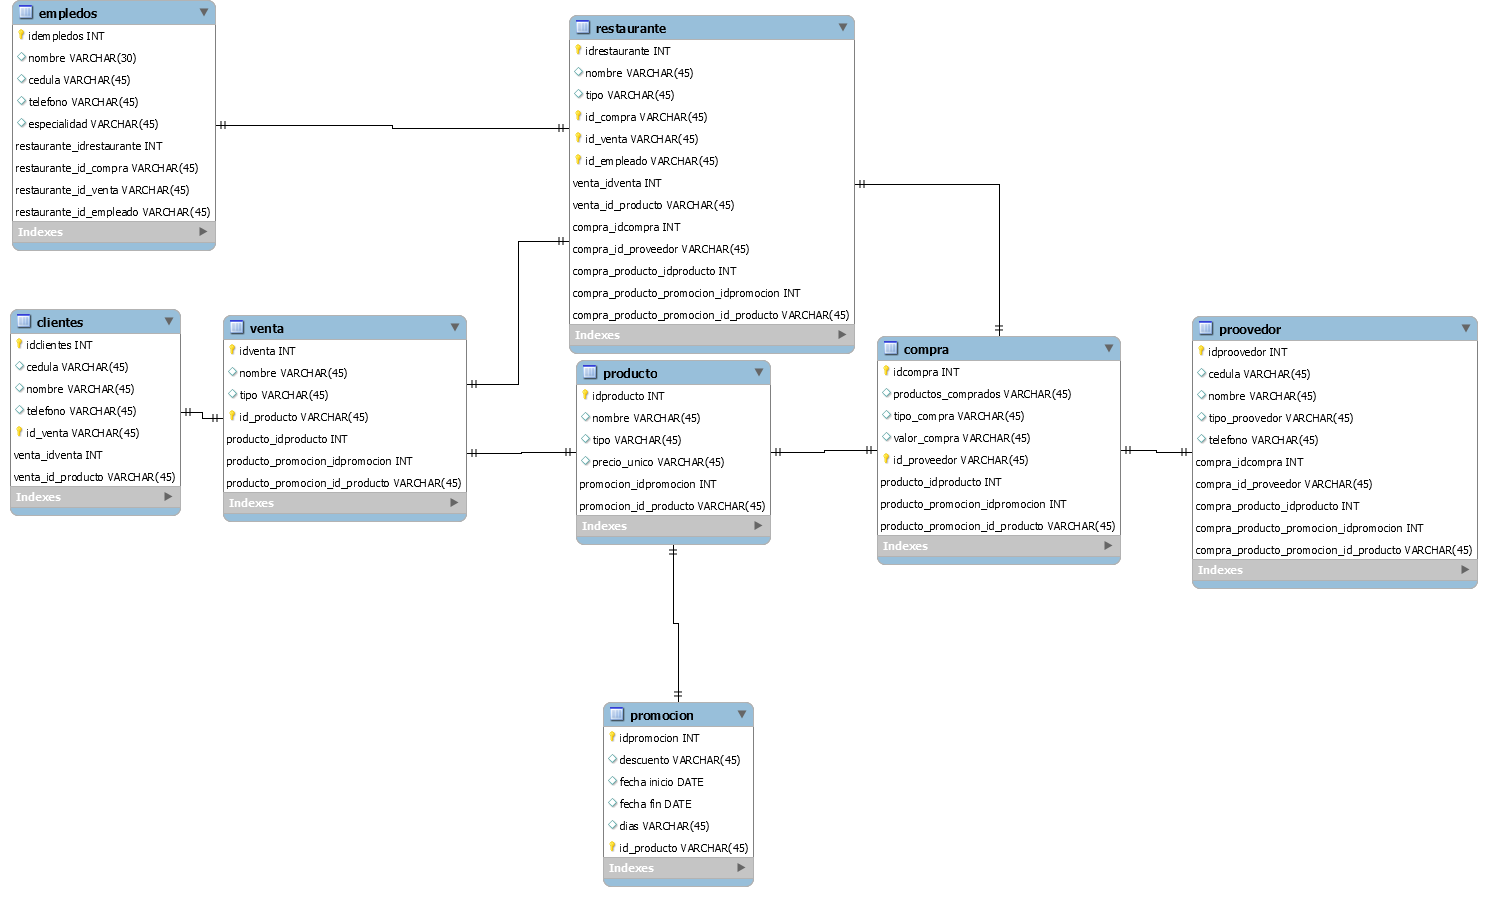 empledos
idempledos INT
nombre VARCHAR(30)
cedula VARCHAR(45)
telefono VARCHAR(45)
especialidad VARCHAR(45)
restaurante_idrestaurante INT
restaurante_id_compra VARCHAR(45)
restaurante_id_venta VARCHAR(45)
restaurante_id_empleado VARCHAR(45)
Indexes
restaurante
idrestaurante INT
nombre VARCHAR(45)
tipo VARCHAR(45)
id_compra VARCHAR(45)
id_venta VARCHAR(45)
id_empleado VARCHAR(45)
venta_idventa INT
venta_id_producto VARCHAR(45)
compra_idcompra INT
compra_id_proveedor VARCHAR(45)
compra_producto_idproducto INT
compra_producto_promocion_idpromocion INT
compra_producto_promocion_id_producto VARCHAR(45)
Indexes
clientes
idclientes INT
cedula VARCHAR(45)
nombre VARCHAR(45)
telefono VARCHAR(45)
id_venta VARCHAR(45)
venta_idventa INT
venta_id_producto VARCHAR(45)
Indexes
venta
idventa INT
nombre VARCHAR(45)
tipo VARCHAR(45)
id_producto VARCHAR(45)
producto_idproducto INT
producto_promocion_idpromocion INT
producto_promocion_id_producto VARCHAR(45)
Indexes
producto
idproducto INT
nombre VARCHAR(45)
tipo VARCHAR(45)
precio_unico VARCHAR(45)
promocion_idpromocion INT
promocion_id_producto VARCHAR(45)
Indexes
compra
idcompra INT
productos_comprados VARCHAR(45)
tipo_compra VARCHAR(45)
valor_compra VARCHAR(45)
id_proveedor VARCHAR(45)
producto_idproducto INT
producto_promocion_idpromocion INT
producto_promocion_id_producto VARCHAR(45)
Indexes
proovedor
idproovedor INT
cedula VARCHAR(45)
nombre VARCHAR(45)
tipo_proovedor VARCHAR(45)
telefono VARCHAR(45)
compra_idcompra INT
compra_id_proveedor VARCHAR(45)
compra_producto_idproducto INT
compra_producto_promocion_idpromocion INT
compra_producto_promocion_id_producto VARCHAR(45)
Indexes
promocion
idpromocion INT
descuento VARCHAR(45)
fecha inicio DATE
fecha fin DATE
dias VARCHAR(45)
id_producto VARCHAR(45)
Indexes